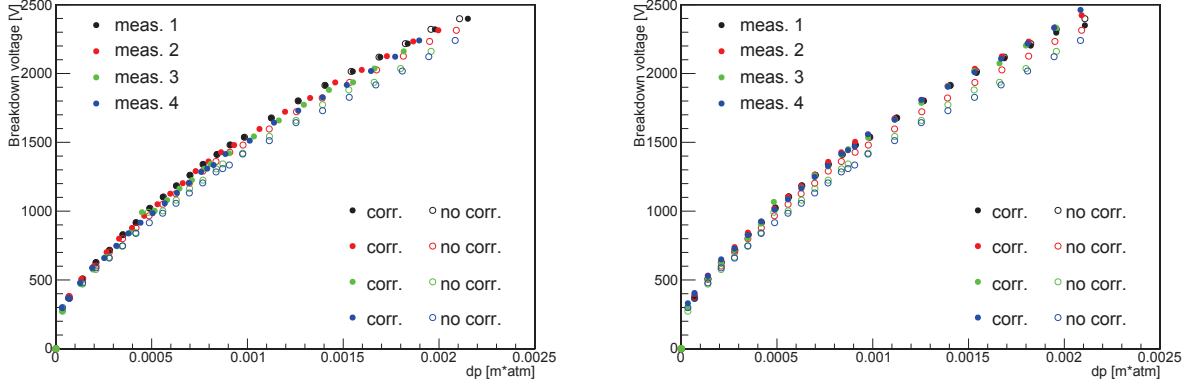 Breakdown voltage [V]
2500
2000
1500
1000
500
0
meas. 1
meas. 2
meas. 3
meas. 4
corr. no corr.
corr. no corr.
corr. no corr.
corr. no corr.
0 0.0005 0.001 0.0015 0.002 0.0025
dp [m*atm]
Breakdown voltage [V]
2500
2000
1500
1000
500
0
meas. 1
meas. 2
meas. 3
meas. 4
corr. no corr.
corr. no corr.
corr. no corr.
corr. no corr.
0 0.0005 0.001 0.0015 0.002 0.0025
dp [m*atm]